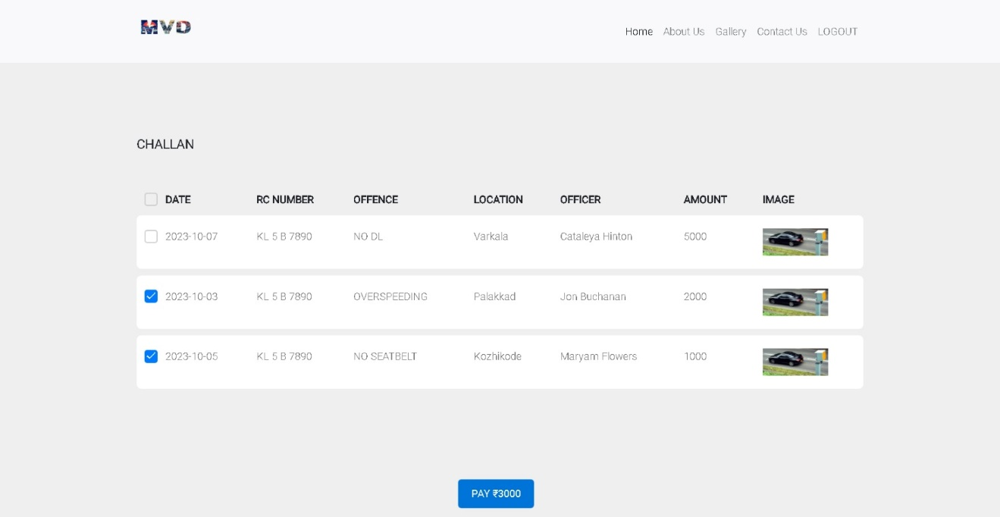 MVD
Home About Us Gallery Contact Us LOGOUT
CHALLAN
DATE RC NUMBER OFFENCE LOCATION OFFICER AMOUNT IMAGE
2023-10-07 KL 5 B 7890 NO DL Varkala Cataleya Hinton 5000
2023-10-03 KL 5 B 7890 OVERSPEEDING Palakkad Jon Buchanan 2000
2023-10-05 KL 5 B 7890 NO SEATBELT Kozhikode Maryam Flowers 1000
PAY ₹3000